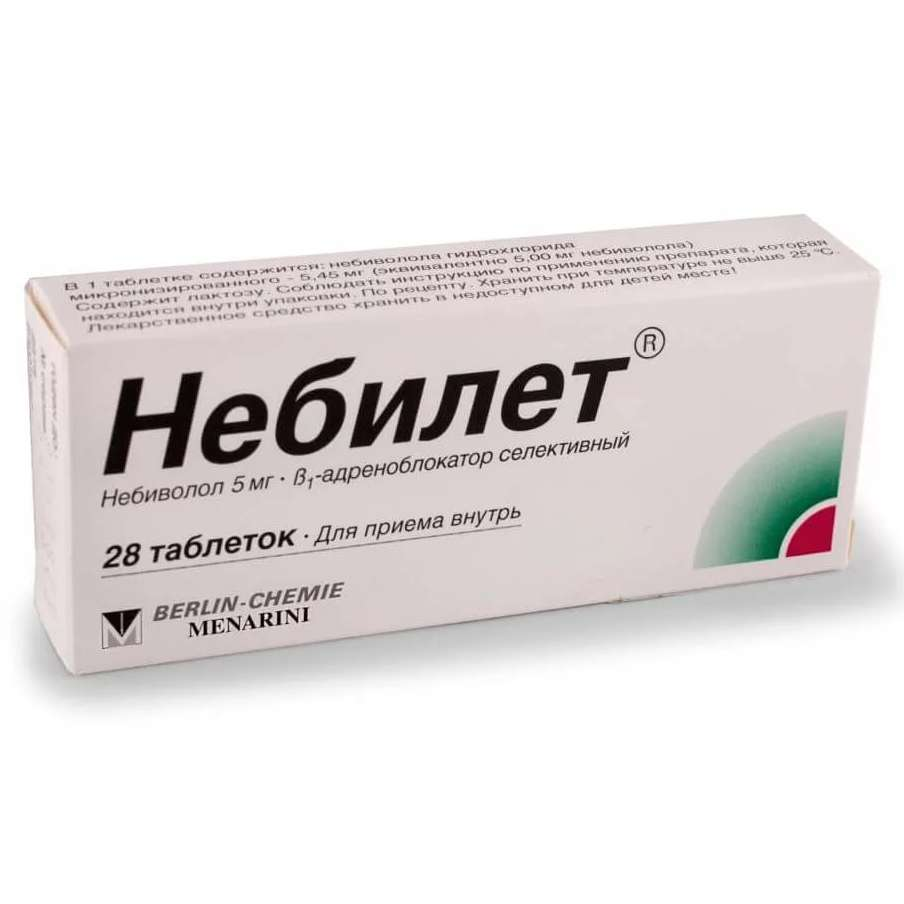 В 1 таблетке содержится: небиволола гидрохлорида
микронизированного - 5,45 мг (эквивалентно 5,00 мг небиволола)
Содержит лактозу. Соблюдать инструкцию по применению препарата, которая
находится внутри упаковки. По рецепту. Хранить при температуре не выше 25 °C.
Лекарственное средство хранить в недоступном для детей месте!
Небилет®
Небиволол 5 мг · ß₁-адреноблокатор селективный
28 таблеток · Для приема внутрь
BERLIN-CHEMIE
MENARINI